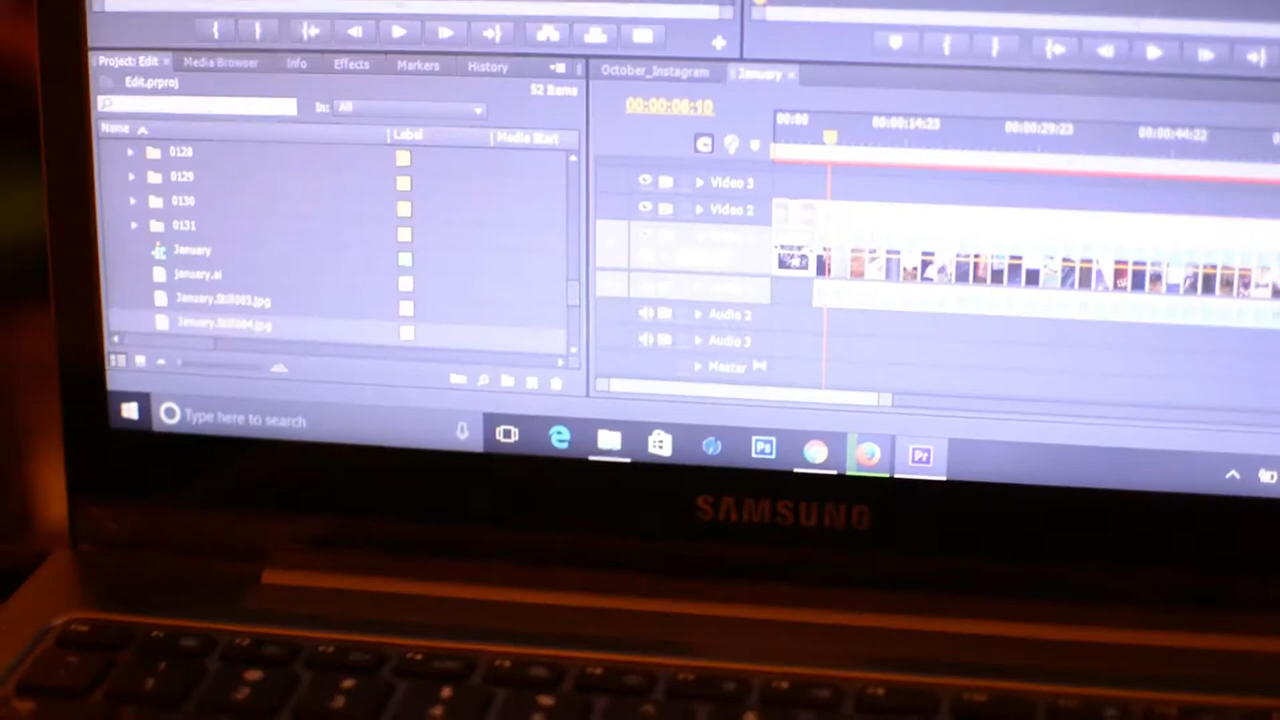 Project: Edit × Media Browser Info Effects Markers History
Edit.prproj
52 Items
In: All
Name Label Media Start
0128
0129
0130
0131
January
january.ai
January.Still003.jpg
January.Still004.jpg
October_Instagram January ×
00:00:06:10
00:00 00:00:14:23 00:00:29:23 00:00:44:22
Video 3
Video 2
Audio 2
Audio 3
Master
Type here to search
Ps
Pr
SAMSUNG